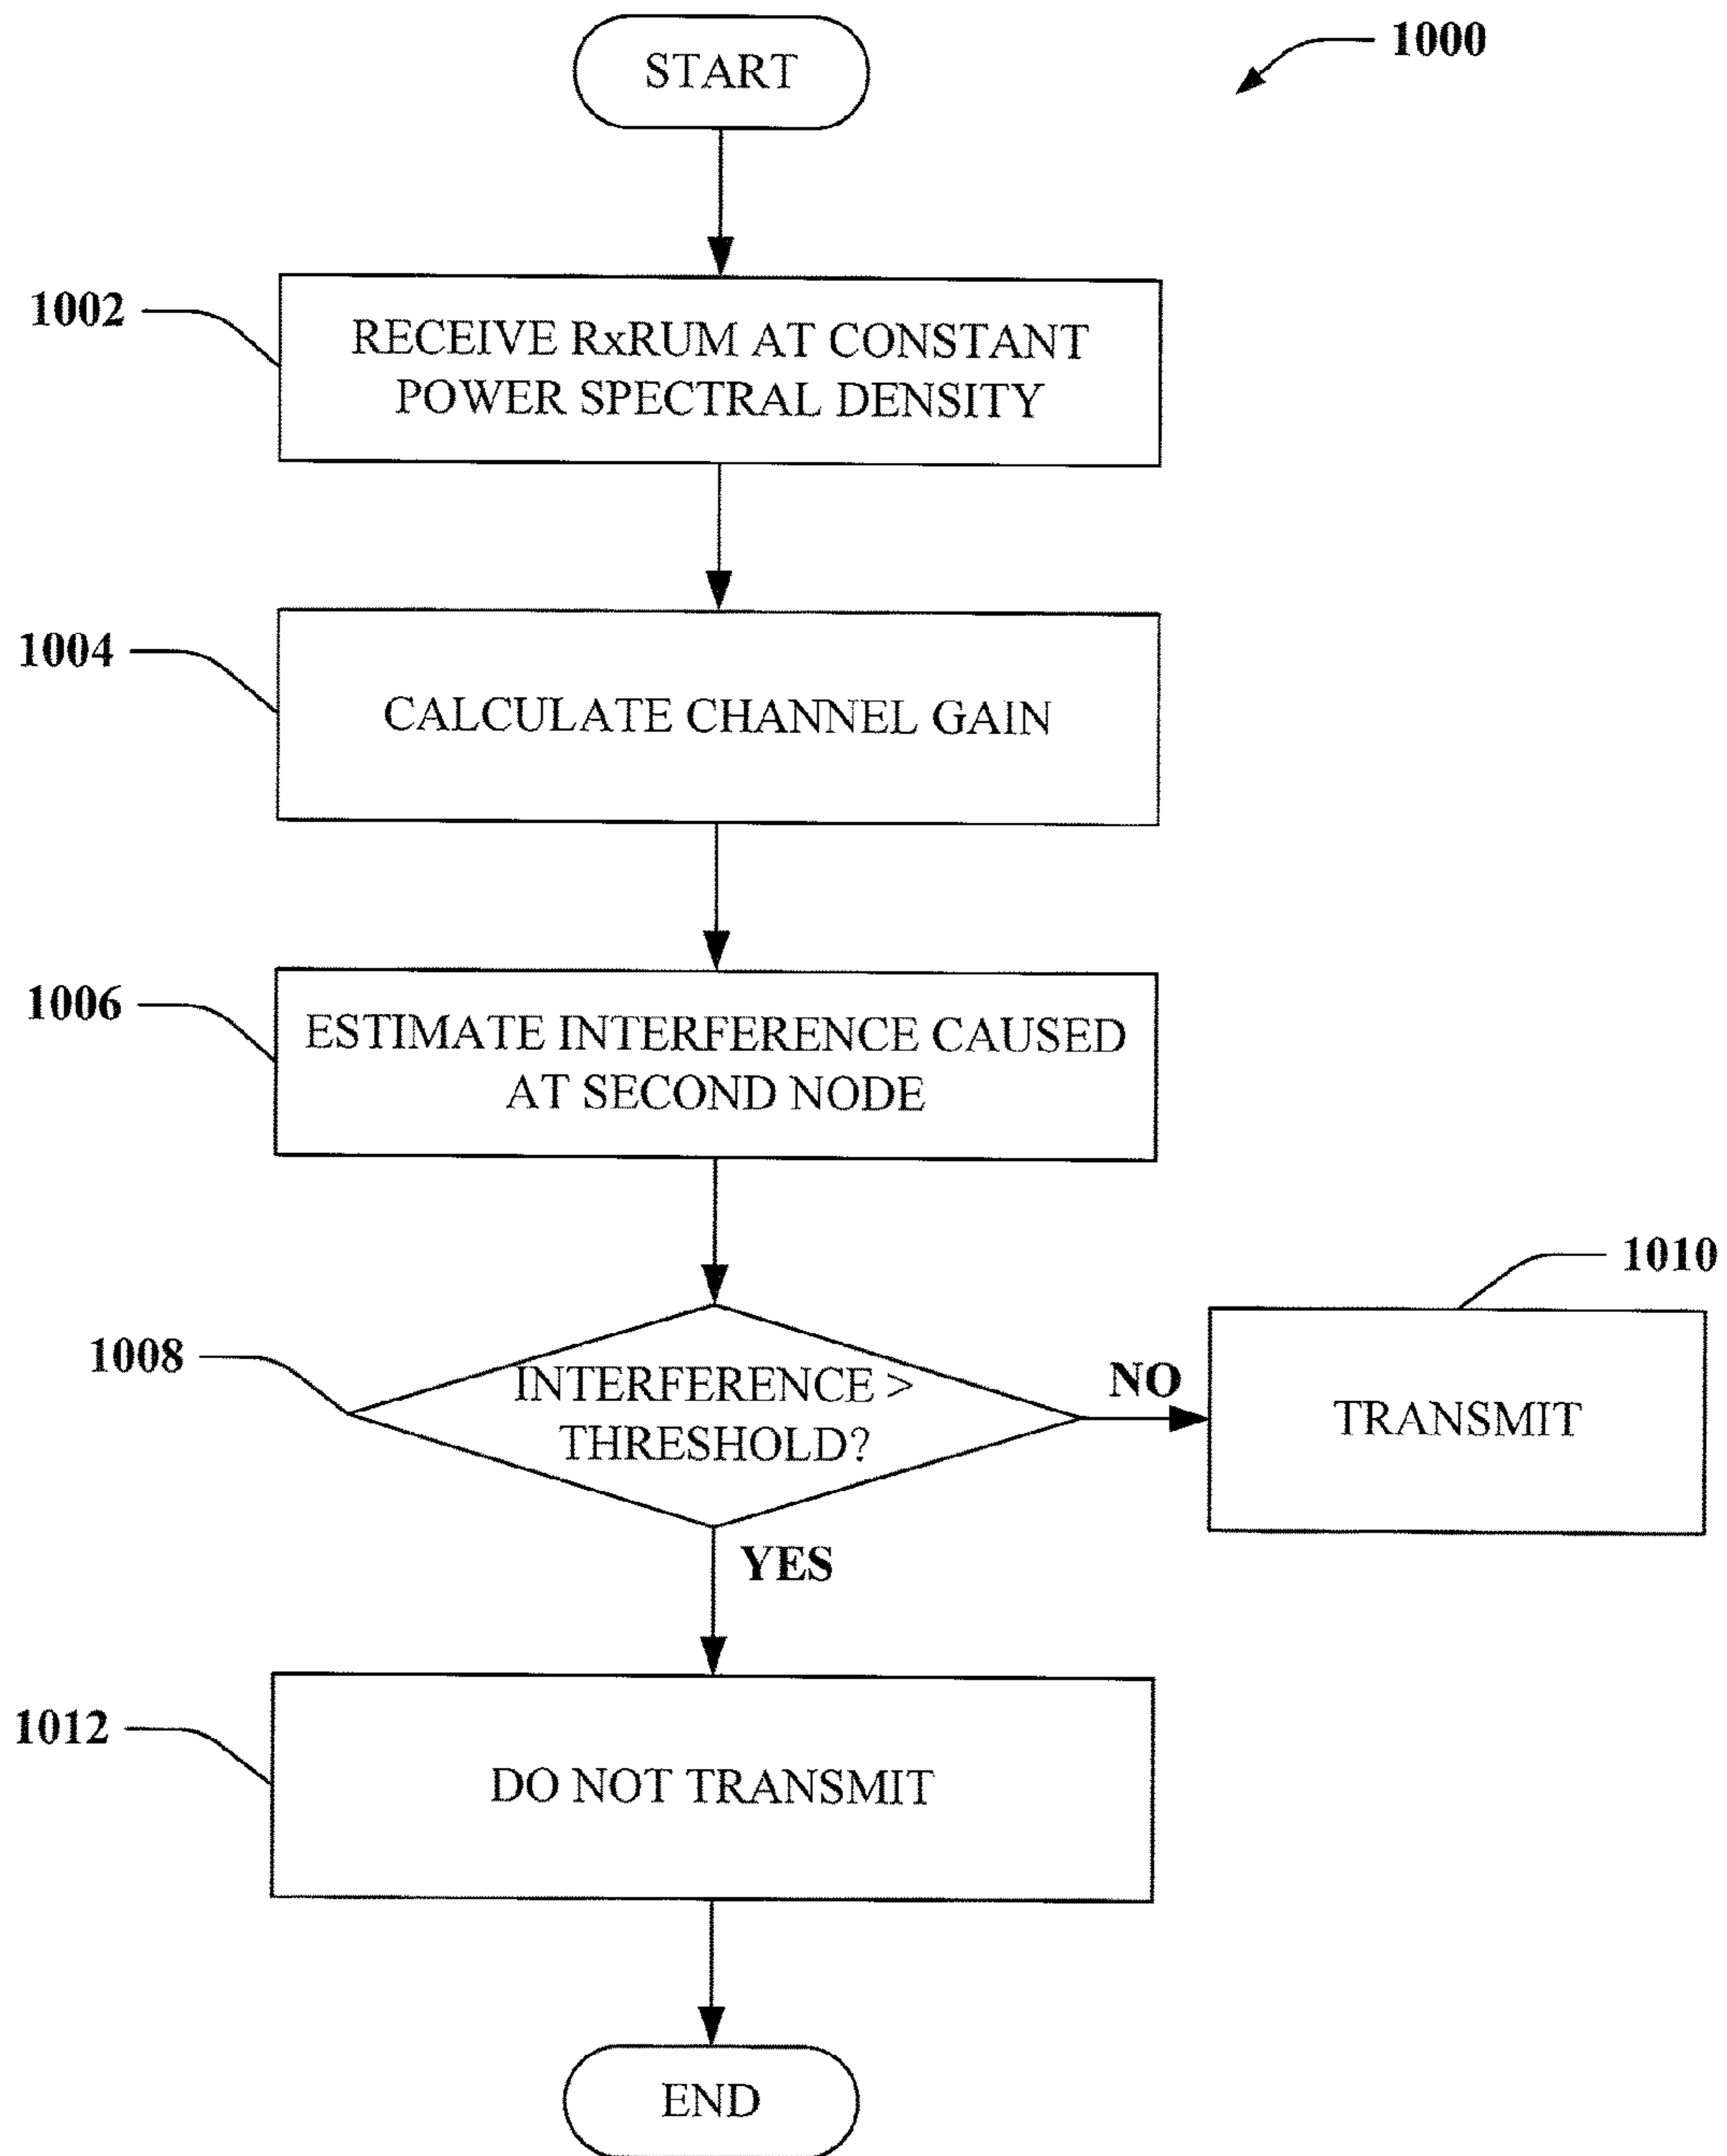 START
1000
1002
RECEIVE RxRUM AT CONSTANT
POWER SPECTRAL DENSITY
1004
CALCULATE CHANNEL GAIN
1006
ESTIMATE INTERFERENCE CAUSED
AT SECOND NODE
1008
INTERFERENCE >
THRESHOLD?
NO
1010
TRANSMIT
YES
1012
DO NOT TRANSMIT
END